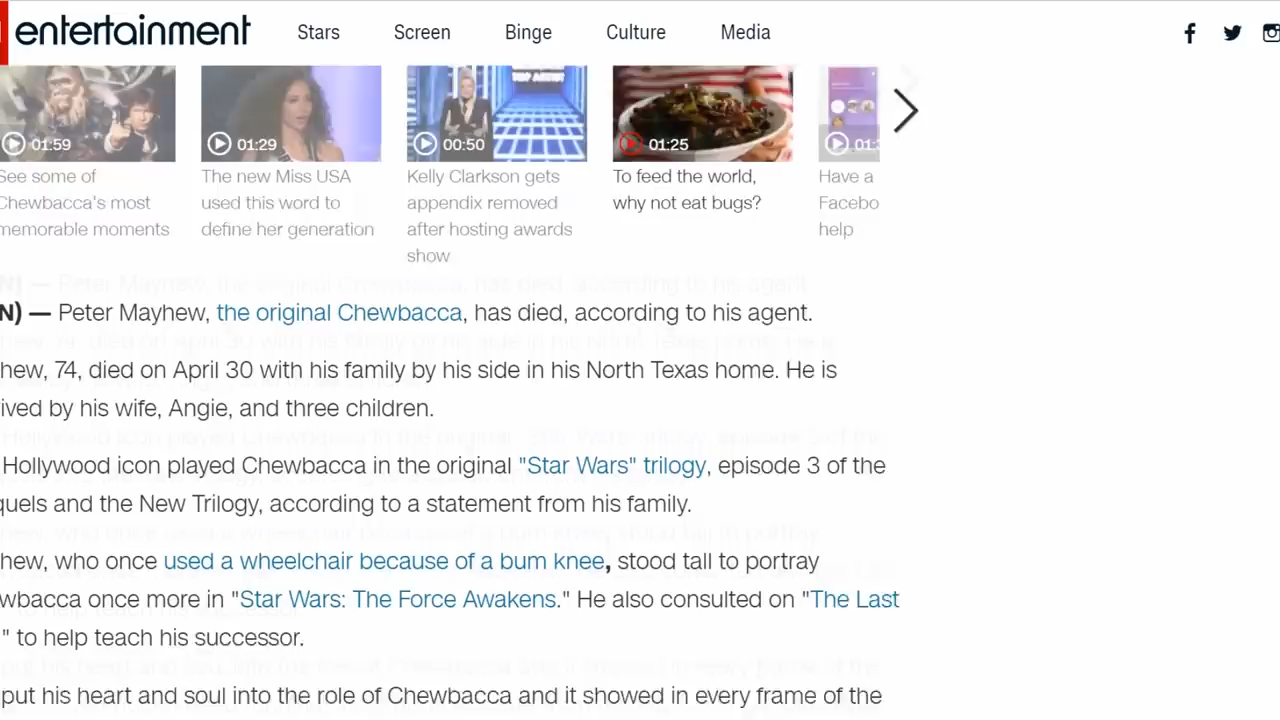 entertainment Stars Screen Binge Culture Media
TOP ARTIST
01:59 01:29 00:50 01:25
See some of
Chewbacca's most
memorable moments
The new Miss USA
used this word to
define her generation
Kelly Clarkson gets
appendix removed
after hosting awards
show
To feed the world,
why not eat bugs?
Have a
Facebo
help
N) — Peter Mayhew, the original Chewbacca, has died, according to his agent.
hew, 74, died on April 30 with his family by his side in his North Texas home. He is
ived by his wife, Angie, and three children.
Hollywood icon played Chewbacca in the original "Star Wars" trilogy, episode 3 of the
quels and the New Trilogy, according to a statement from his family.
hew, who once used a wheelchair because of a bum knee, stood tall to portray
wbacca once more in "Star Wars: The Force Awakens." He also consulted on "The Last
" to help teach his successor.
put his heart and soul into the role of Chewbacca and it showed in every frame of the